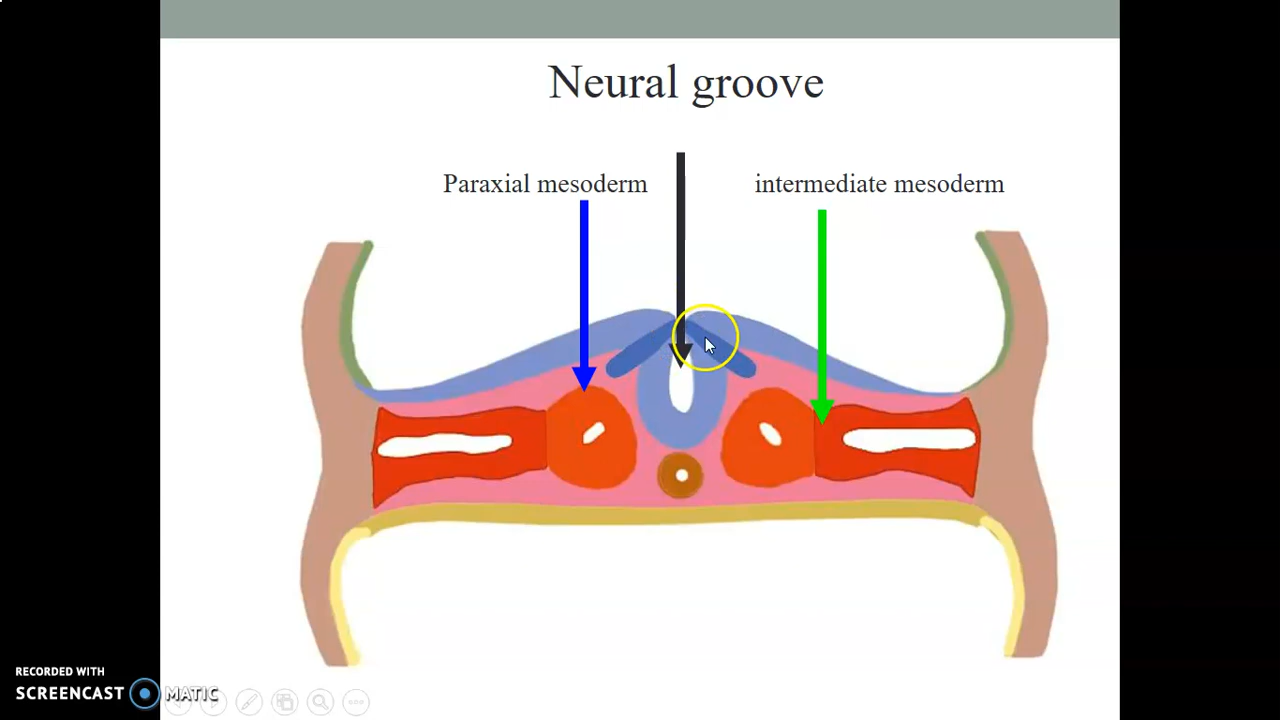 Neural groove
Paraxial mesoderm
intermediate mesoderm
RECORDED WITH
SCREENCAST MATIC